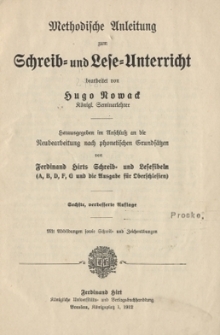 Methodische Anleitung
zum
Schreib- und Lese-Unterricht
bearbeitet von
Hugo Nowack
Königl. Seminarlehrer
Herausgegeben im Anschluß an die
Neubearbeitung nach phonetischen Grundsätzen
von
Ferdinand Hirts Schreib- und Lesefibeln
(A, B, D, F, G und die Ausgabe für Oberschlesien)
Sechste, verbesserte Auflage
Procke,
Mit Abbildungen sowie Schreib- und Zeichenübungen
Ferdinand Hirt
Königliche Universitäts- und Verlagsbuchhandlung
Breslau, Königsplatz 1, 1912